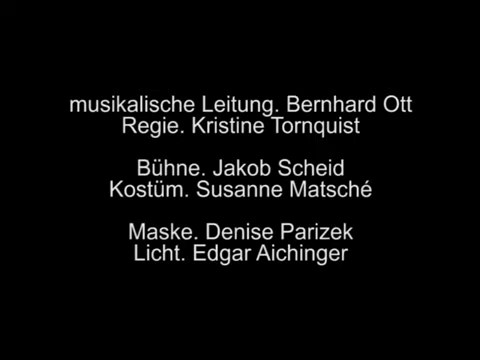 musikalische Leitung. Bernhard Ott
Regie. Kristine Tornquist
Bühne. Jakob Scheid
Kostüm. Susanne Matsché
Maske. Denise Parizek
Licht. Edgar Aichinger